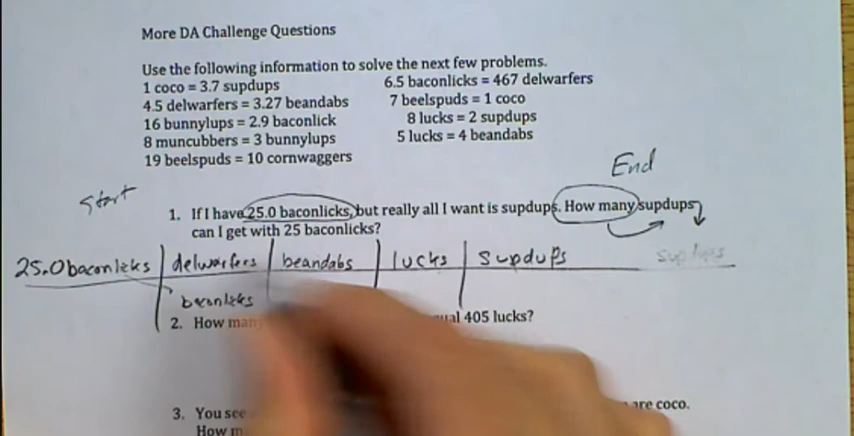 More DA Challenge Questions
Use the following information to solve the next few problems.
1 coco = 3.7 supdups
6.5 baconlicks = 467 delwarfers
4.5 delwarfers = 3.27 beandabs
7 beelspuds = 1 coco
16 bunnylups = 2.9 baconlick
8 lucks = 2 supdups
8 muncubbers = 3 bunnylups
5 lucks = 4 beandabs
19 beelspuds = 10 cornwaggers
End
Start
1. If I have 25.0 baconlicks, but really all I want is supdups. How many supdups
can I get with 25 baconlicks?
25.0 baconlicks delwarfers beandabs lucks supdups supdups
baconlicks
2. How many 405 lucks?
3. You see are coco.
How